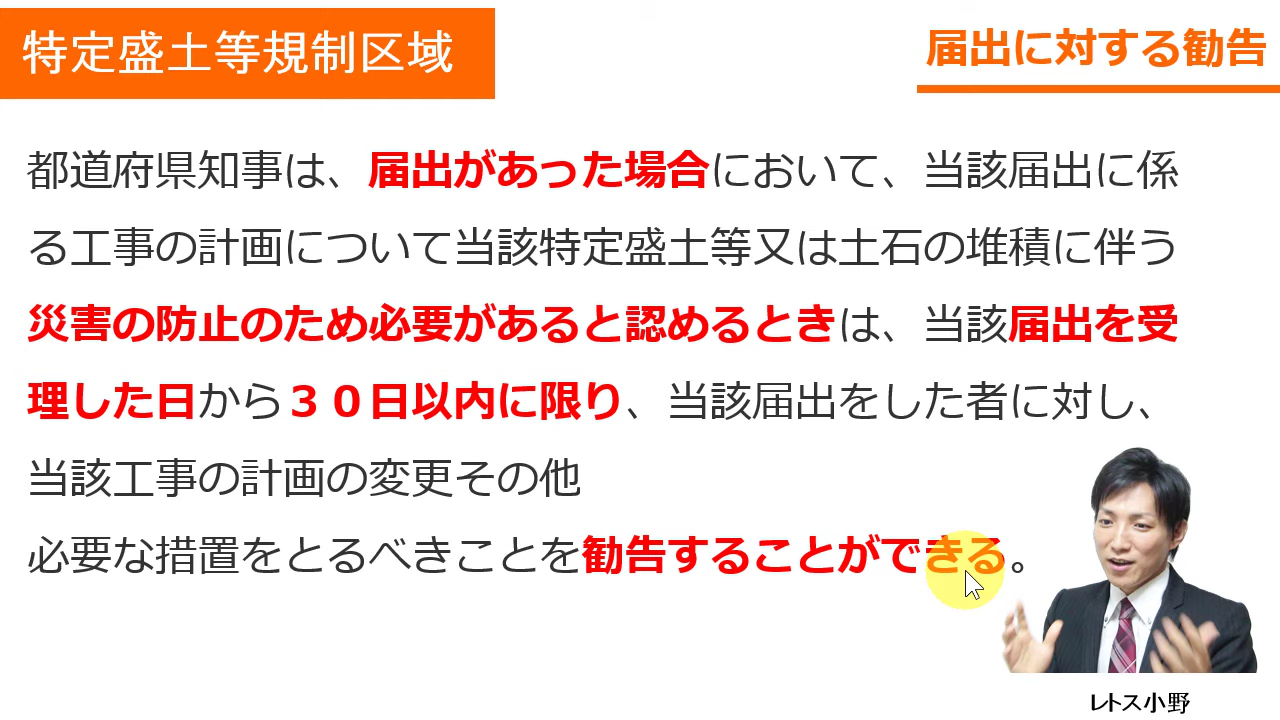 特定盛土等規制区域
届出に対する勧告
都道府県知事は、届出があった場合において、当該届出に係
る工事の計画について当該特定盛土等又は土石の堆積に伴う
災害の防止のため必要があると認めるときは、当該届出を受
理した日から３０日以内に限り、当該届出をした者に対し、
当該工事の計画の変更その他
必要な措置をとるべきことを勧告することができる。
レトス小野